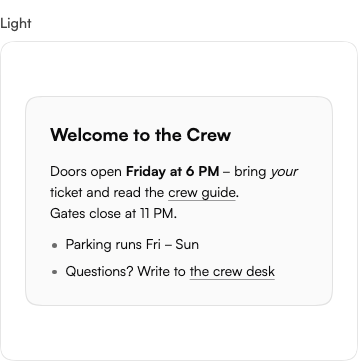 Light
Welcome to the Crew
Doors open Friday at 6 PM – bring your
ticket and read the crew guide.
Gates close at 11 PM.
• Parking runs Fri – Sun
• Questions? Write to the crew desk